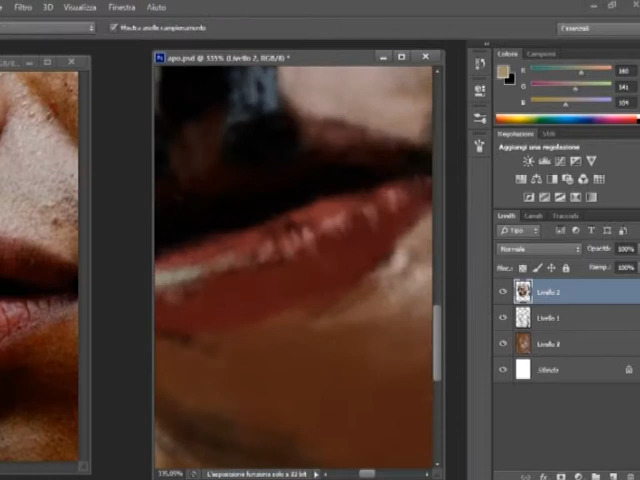 Filtro 3D Visualizza Finestra Aiuto
Mostra anello campionamento
Essenziali
apo.psd @ 335% (Livello 2, RGB/8) *
Colore Campioni
R
G 141
B
Regolazioni Stili
Aggiungi una regolazione
Livelli Canali Tracciati
Tipo
Normale Opacità: 100%
Riemp.: 100%
Livello 2
Livello 1
Livello 3
Sfondo
335,09% L'esposizione funziona solo a 32 bit